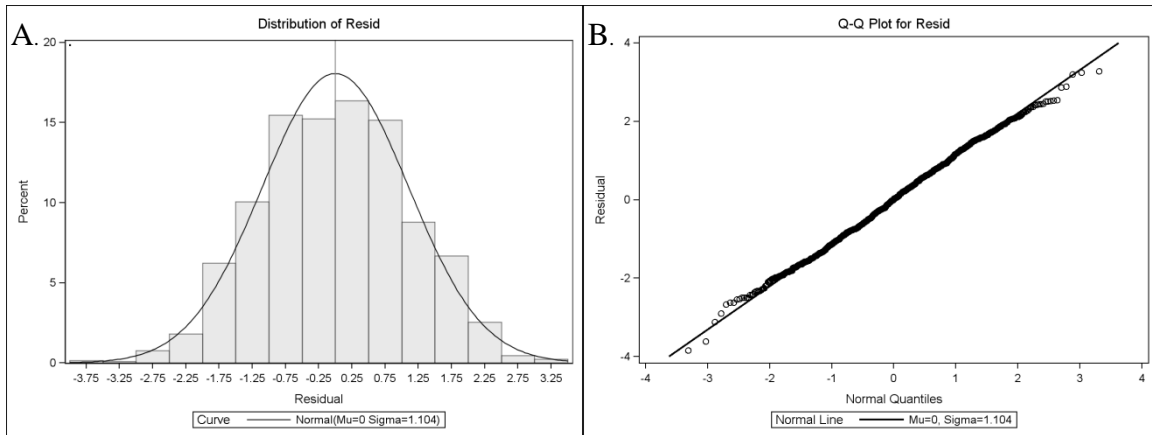 A.
Distribution of Resid
20
15
10
5
0
Percent
-3.75 -3.25 -2.75 -2.25 -1.75 -1.25 -0.75 -0.25 0.25 0.75 1.25 1.75 2.25 2.75 3.25
Residual
Curve Normal(Mu=0 Sigma=1.104)
B.
Q-Q Plot for Resid
4
2
0
-2
-4
Residual
-4 -3 -2 -1 0 1 2 3 4
Normal Quantiles
Normal Line Mu=0, Sigma=1.104